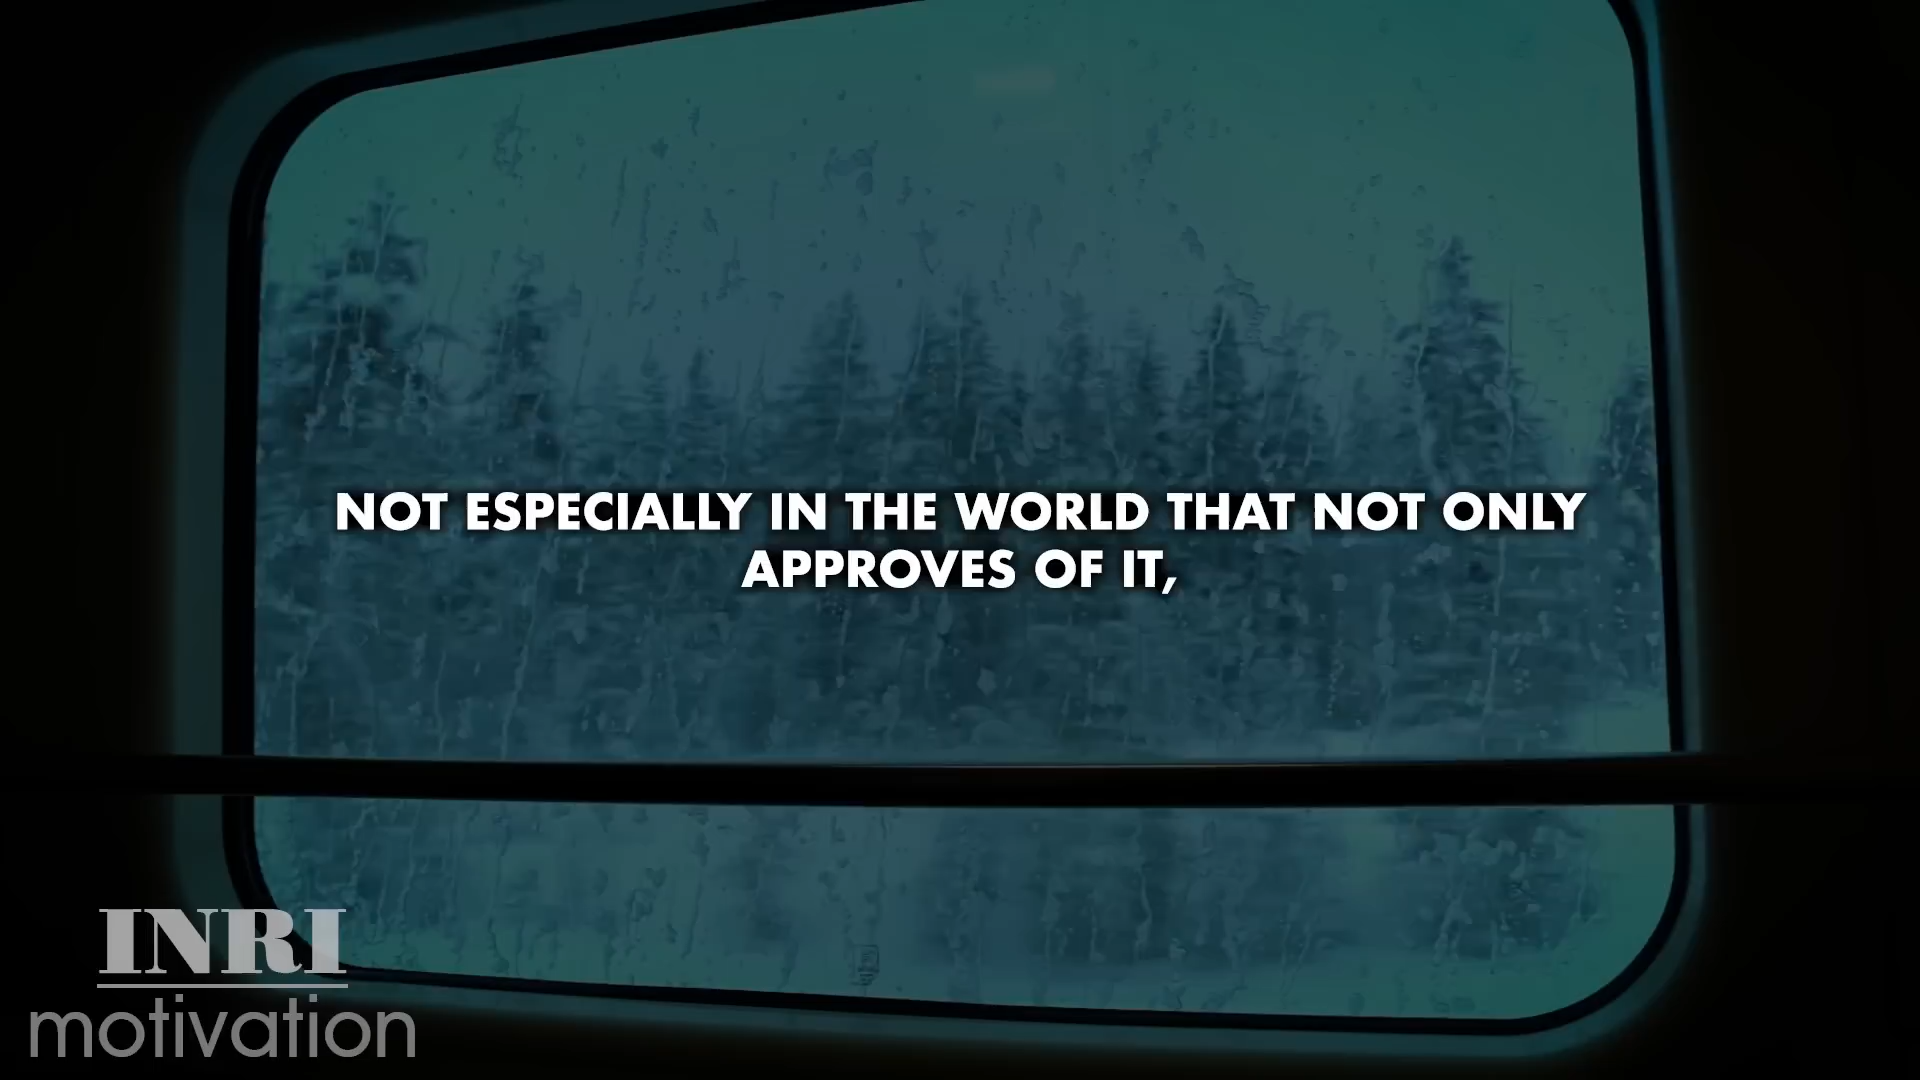 NOT ESPECIALLY IN THE WORLD THAT NOT ONLY
APPROVES OF IT,
INRI
motivation